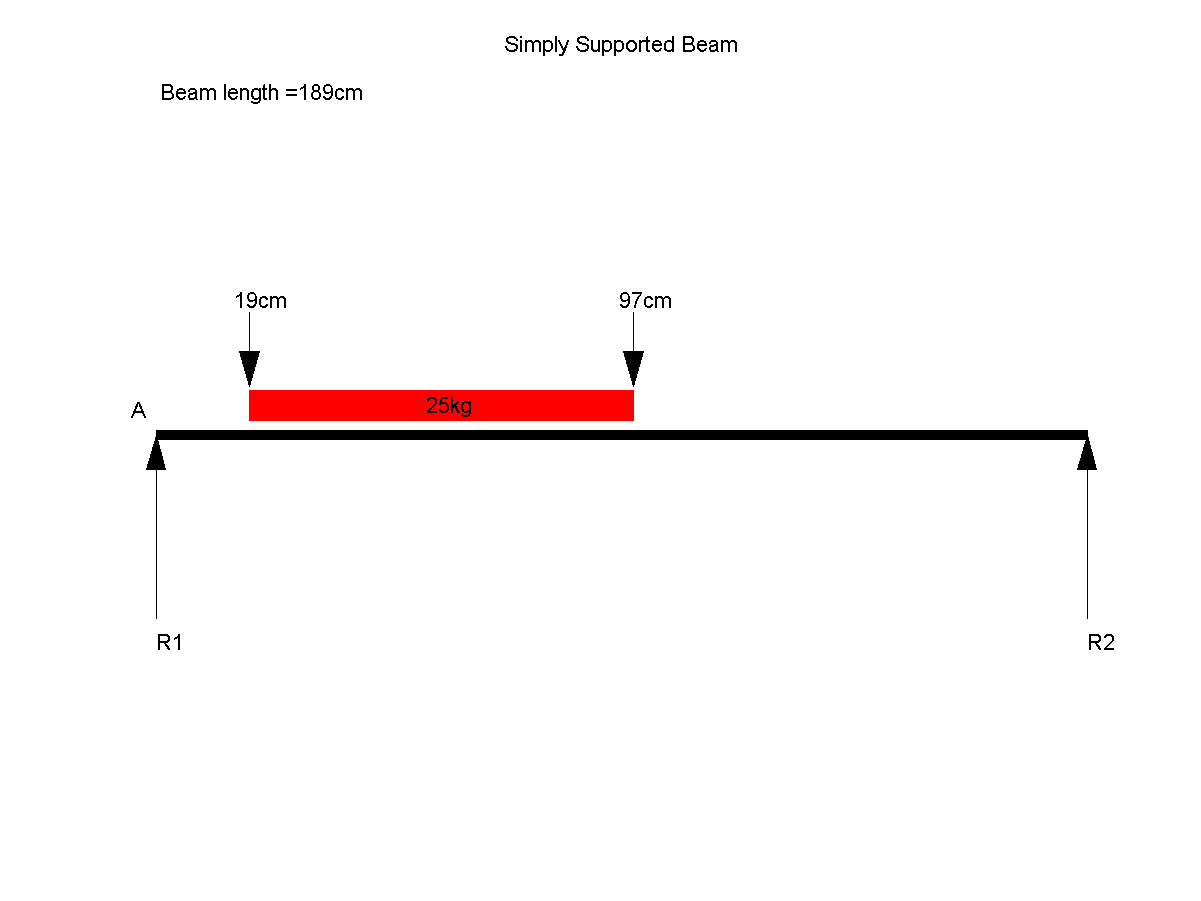 Simply Supported Beam
Beam length =189cm
19cm 97cm
25kg
A
R1 R2